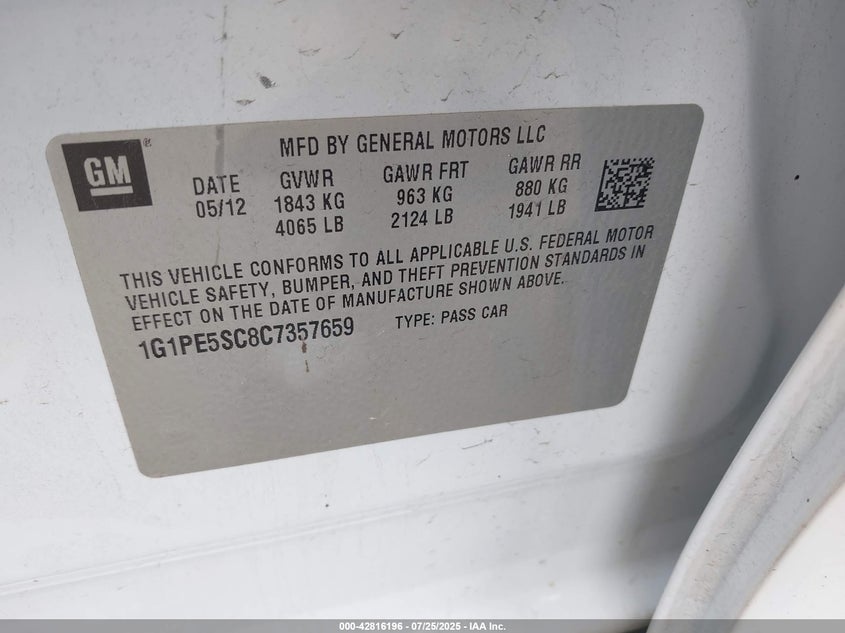 GM ®
MFD BY GENERAL MOTORS LLC
DATE GVWR GAWR FRT GAWR RR
05/12 1843 KG 963 KG 880 KG
4065 LB 2124 LB 1941 LB
THIS VEHICLE CONFORMS TO ALL APPLICABLE U.S. FEDERAL MOTOR
VEHICLE SAFETY, BUMPER, AND THEFT PREVENTION STANDARDS IN
EFFECT ON THE DATE OF MANUFACTURE SHOWN ABOVE.
1G1PE5SC8C7357659 TYPE: PASS CAR
000-42816196 - 07/25/2025 - IAA Inc.